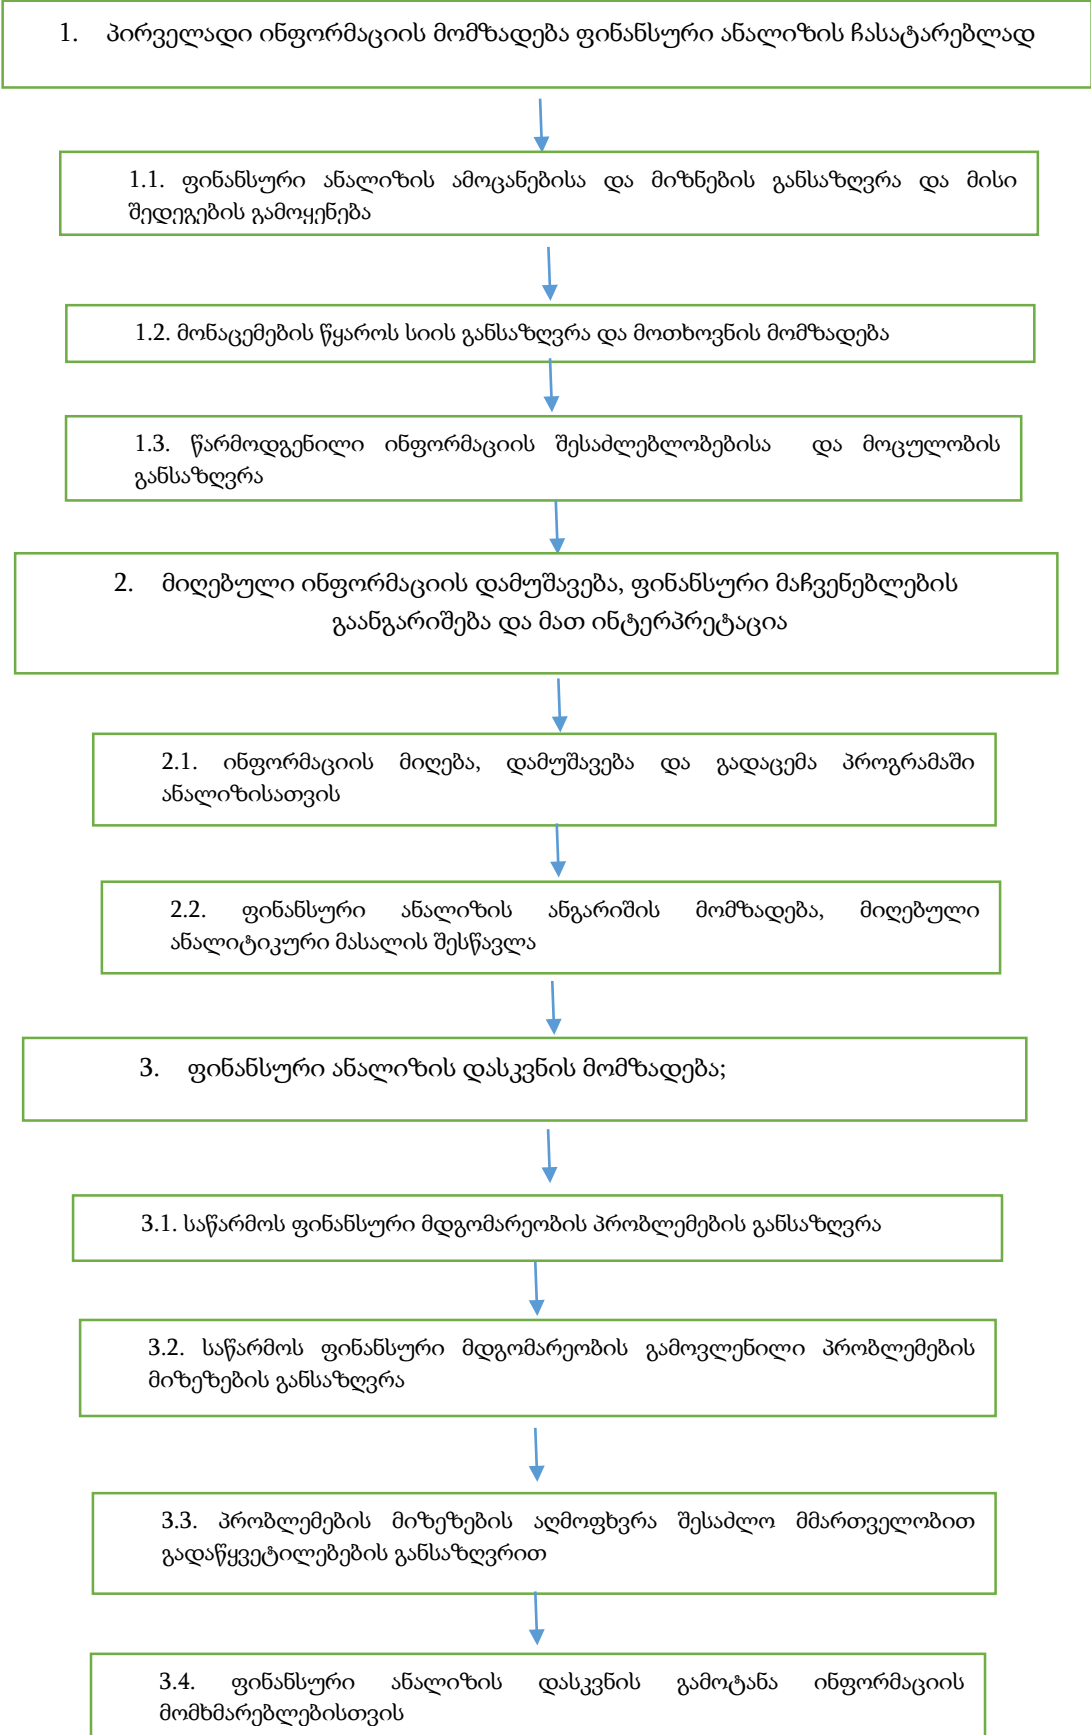 1. პირველადი ინფორმაციის მომზადება ფინანსური ანალიზის ჩასატარებლად
1.1. ფინანსური ანალიზის ამოცანებისა და მიზნების განსაზღვრა და მისი
შედეგების გამოყენება
1.2. მონაცემების წყაროს სიის განსაზღვრა და მოთხოვნის მომზადება
1.3. წარმოდგენილი ინფორმაციის შესაძლებლობებისა და მოცულობის
განსაზღვრა
2. მიღებული ინფორმაციის დამუშავება, ფინანსური მაჩვენებლების
გაანგარიშება და მათ ინტერპრეტაცია
2.1. ინფორმაციის მიღება, დამუშავება და გადაცემა პროგრამაში
ანალიზისათვის
2.2. ფინანსური ანალიზის ანგარიშის მომზადება, მიღებული
ანალიტიკური მასალის შესწავლა
3. ფინანსური ანალიზის დასკვნის მომზადება;
3.1. საწარმოს ფინანსური მდგომარეობის პრობლემების განსაზღვრა
3.2. საწარმოს ფინანსური მდგომარეობის გამოვლენილი პრობლემების
მიზეზების განსაზღვრა
3.3. პრობლემების მიზეზების აღმოფხვრა შესაძლო მმართველობით
გადაწყვეტილებების განსაზღვრით
3.4. ფინანსური ანალიზის დასკვნის გამოტანა ინფორმაციის
მომხმარებლებისთვის